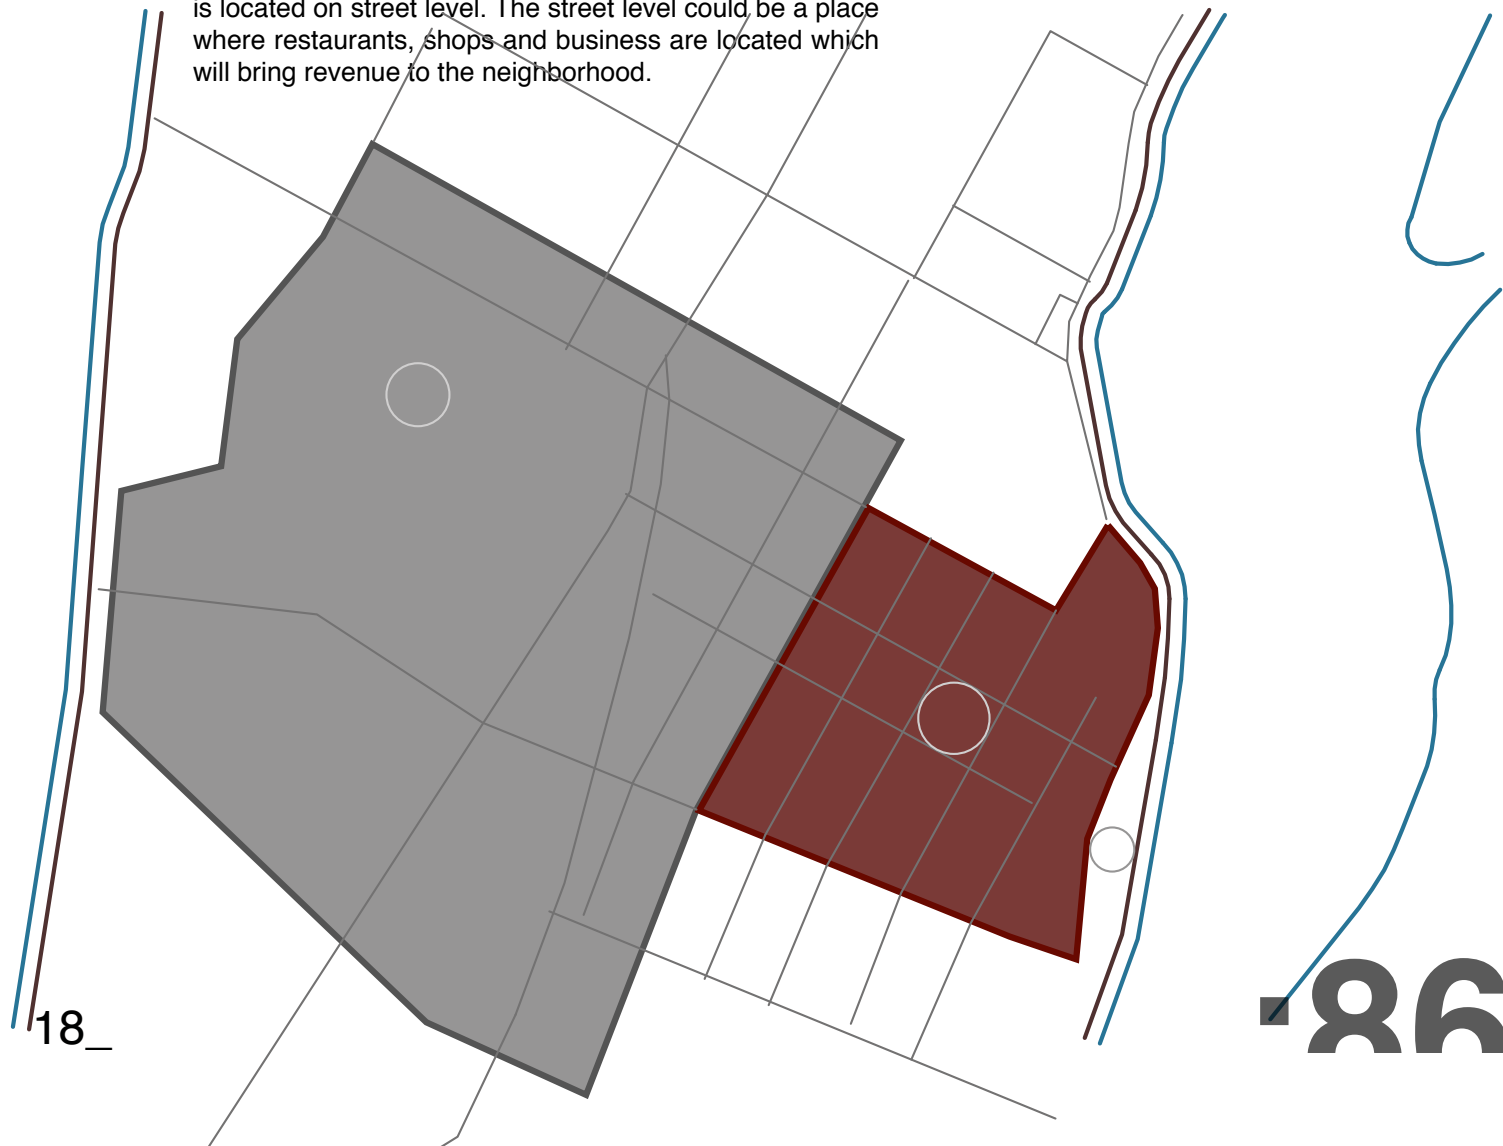 is located on street level. The street level could be a place
where restaurants, shops and business are located which
will bring revenue to the neighborhood.
18_